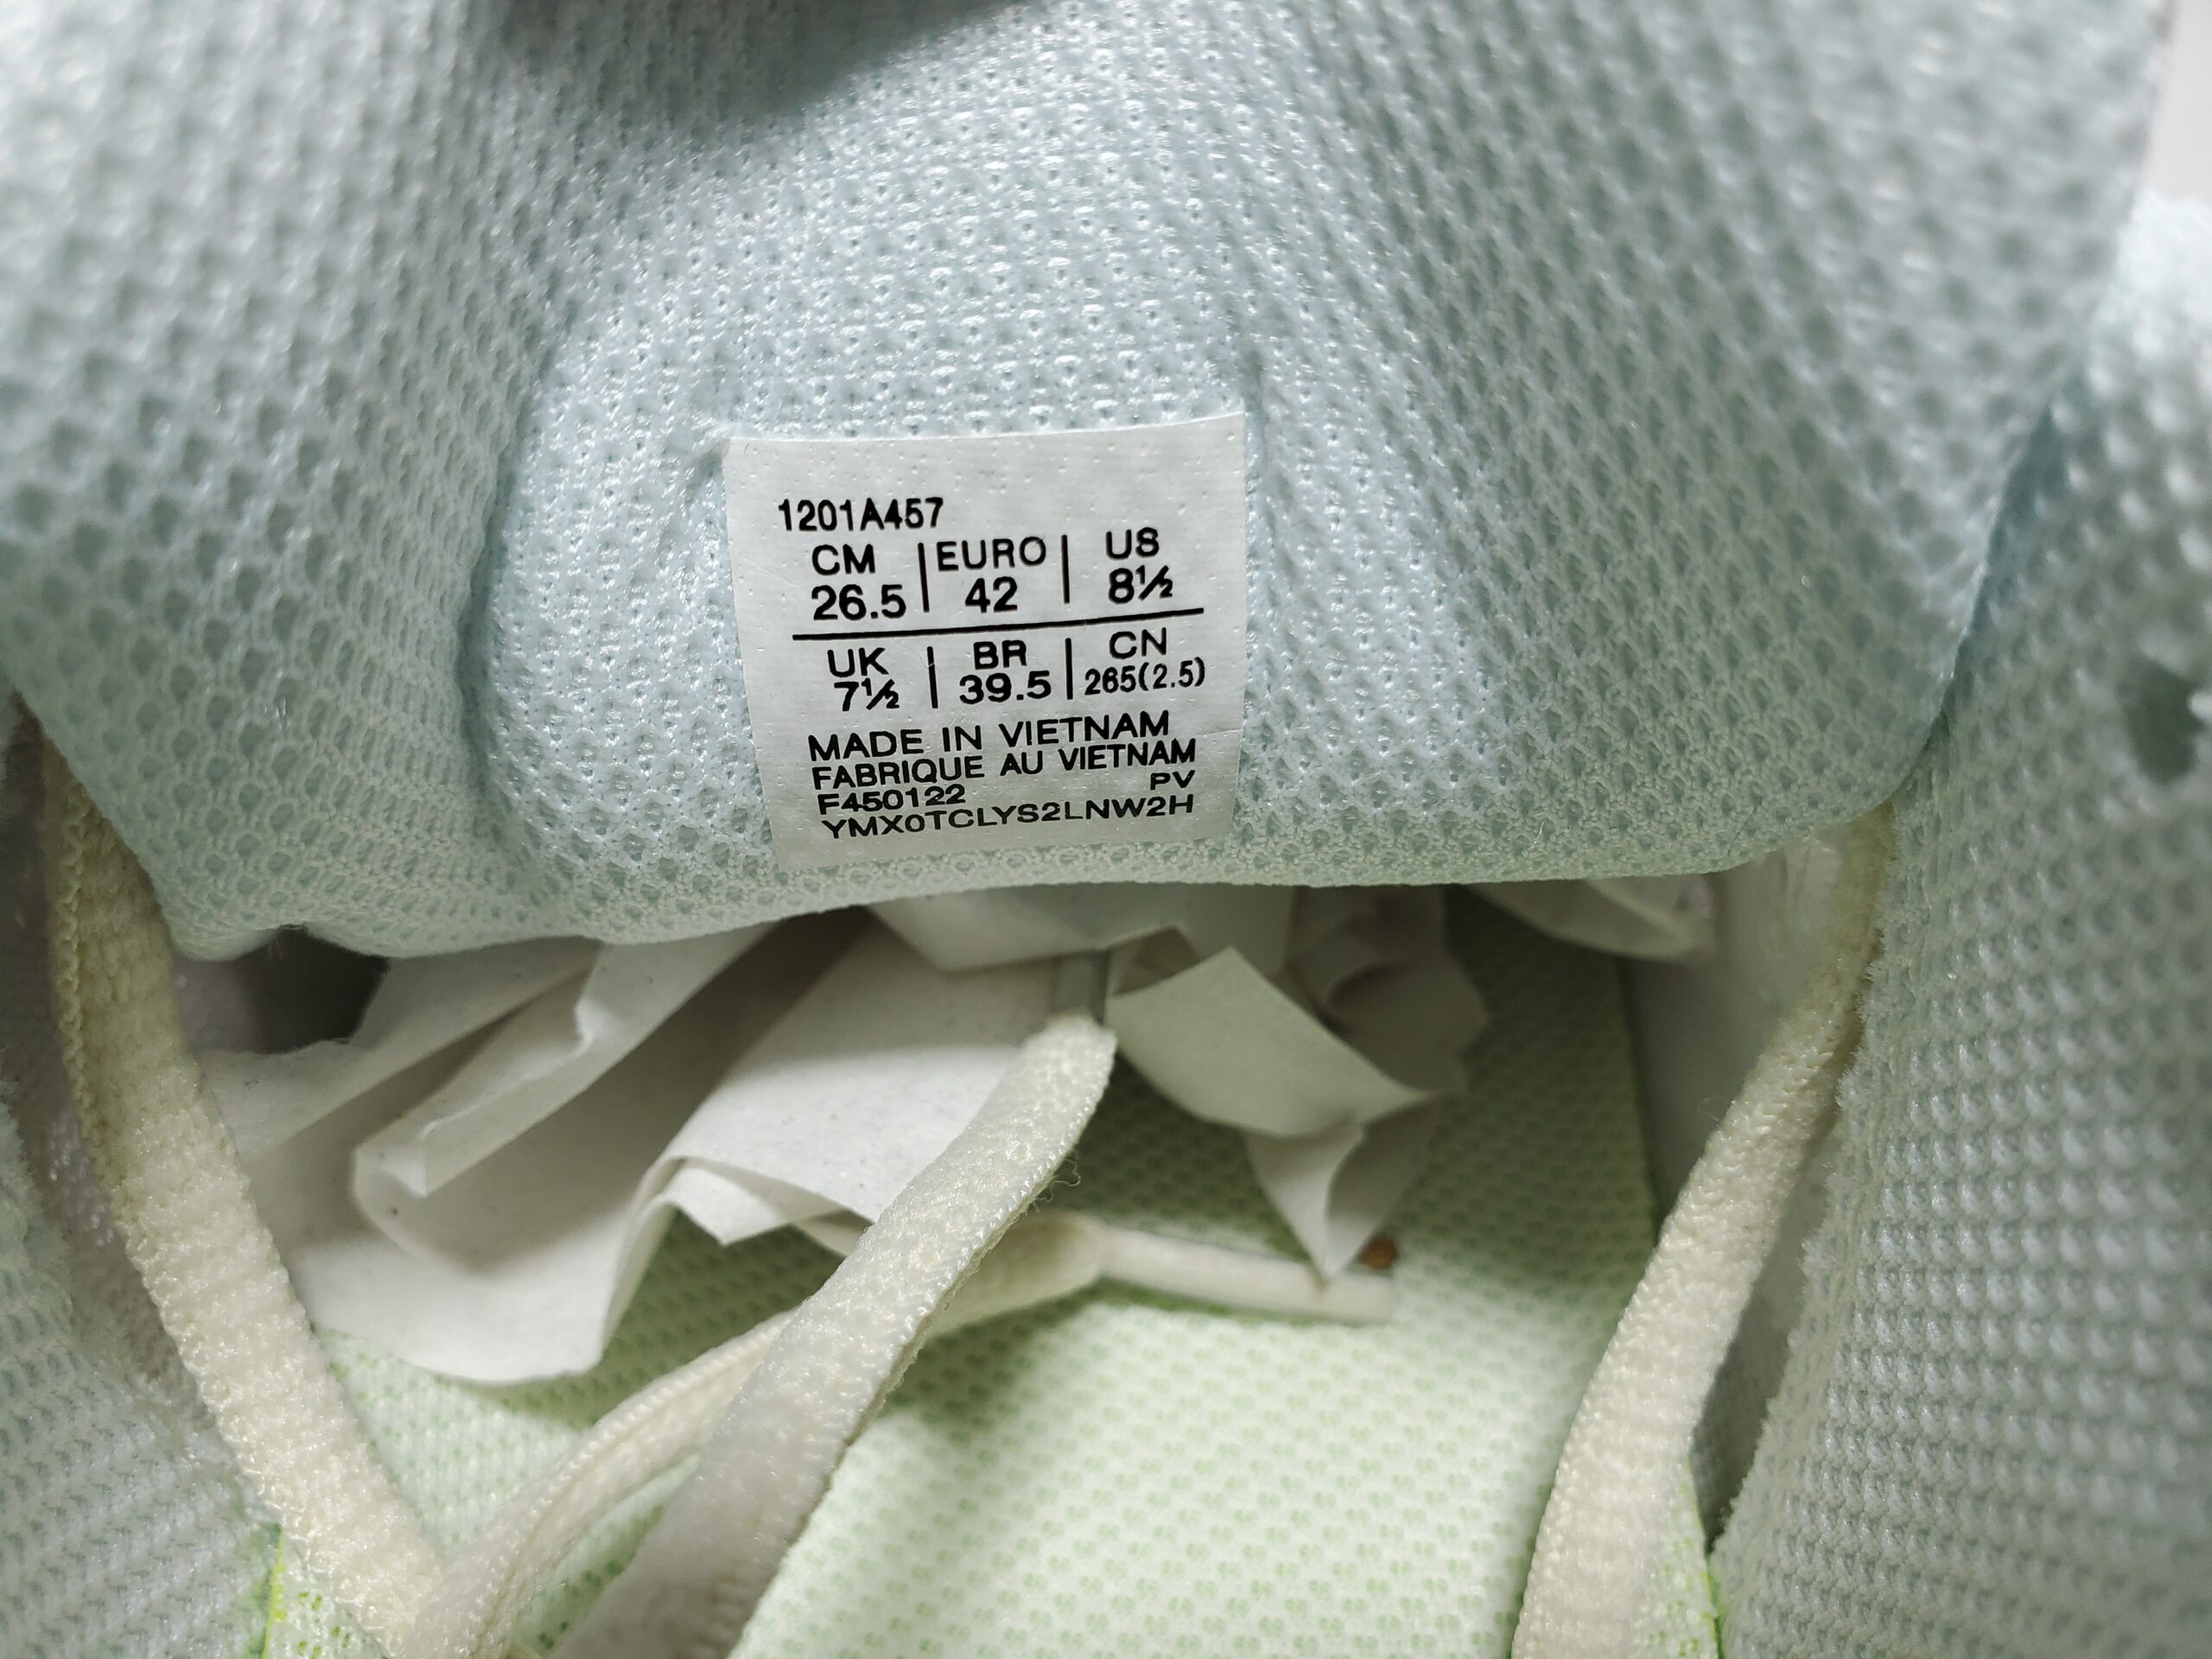 1201A457
CM | EURO | US
26.5 | 42 | 8½
UK | BR | CN
7½ | 39.5 | 265(2.5)
MADE IN VIETNAM
FABRIQUE AU VIETNAM
F450122 PV
YMX0TCLYS2LNW2H